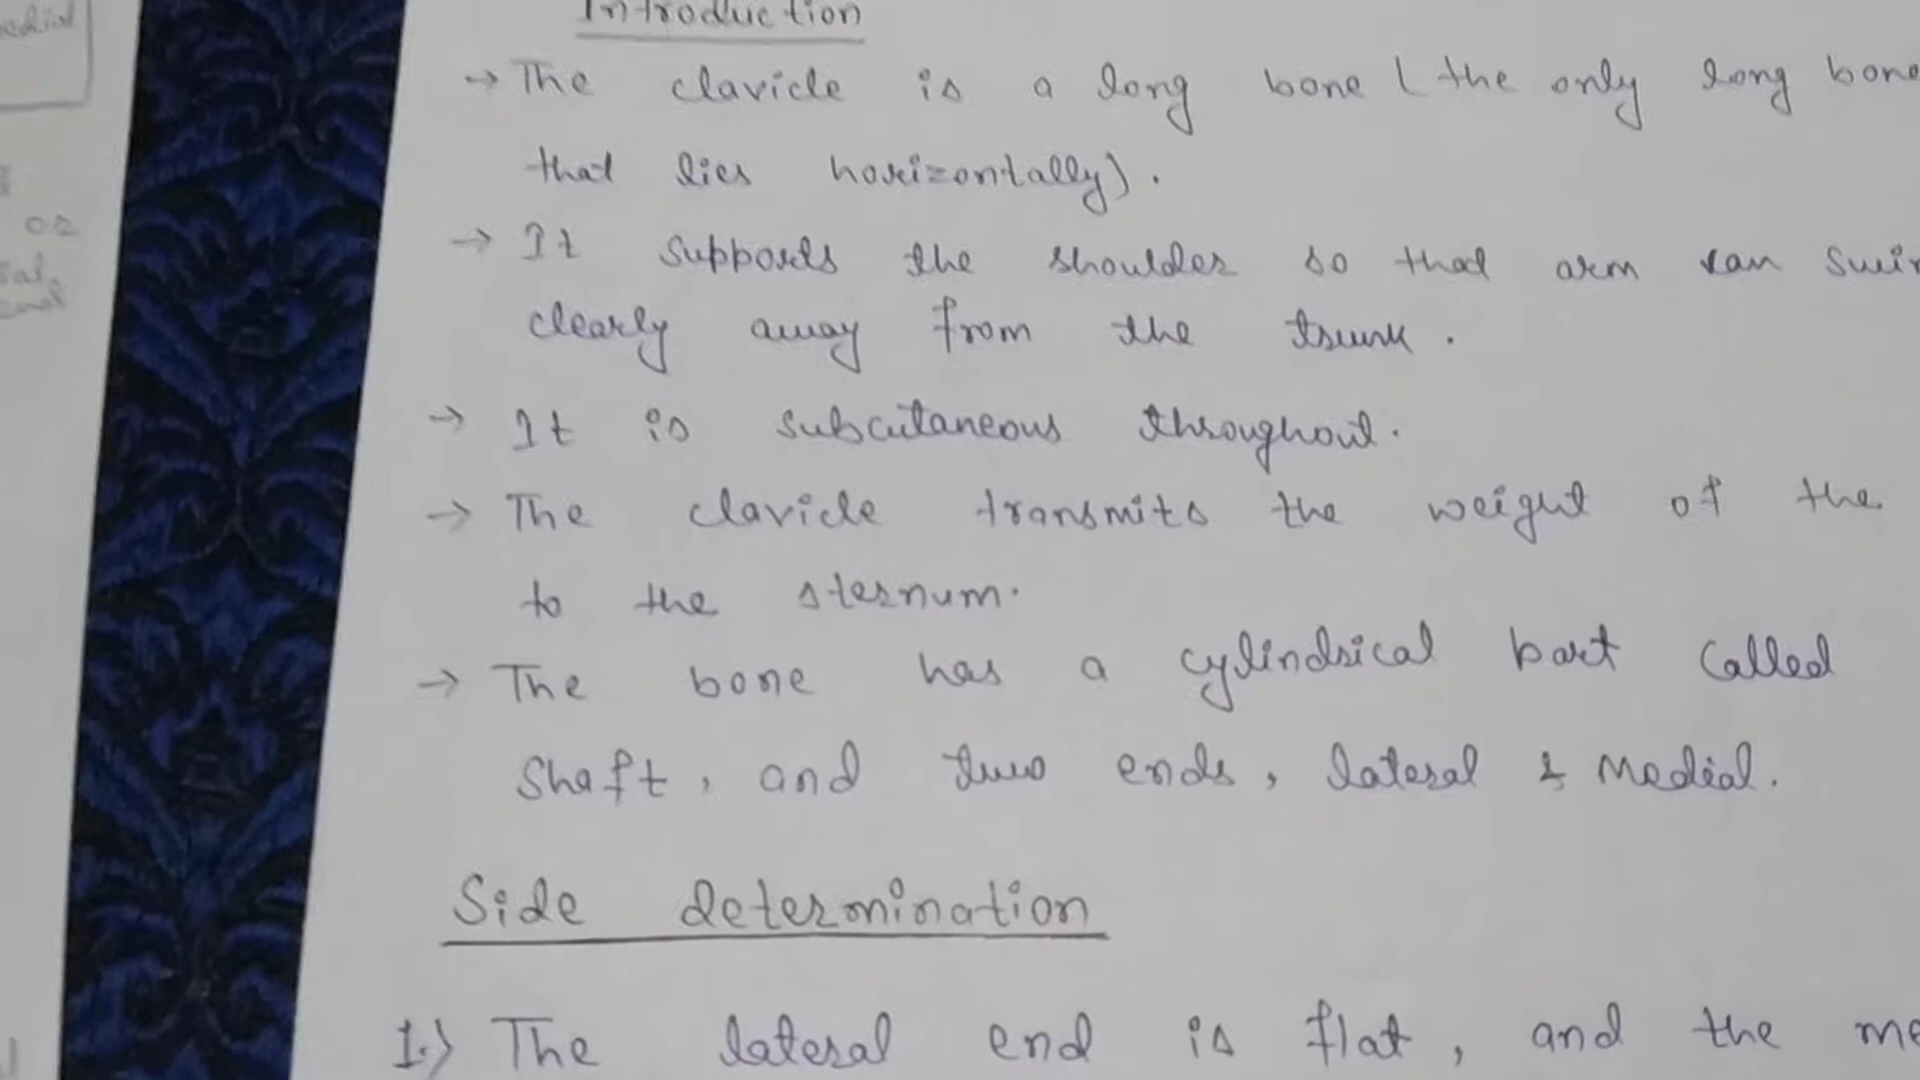 edial
Introduction
→ The clavicle is a long bone (the only long bone
that lies horizontally).
→ It supports the shoulder so that arm can swin
clearly away from the trunk.
→ It is subcutaneous throughout.
→ The clavicle transmits the weight of the
to the sternum.
→ The bone has a cylindrical part called
shaft, and two ends, lateral & Medial.
Side determination
1.) The lateral end is flat, and the me